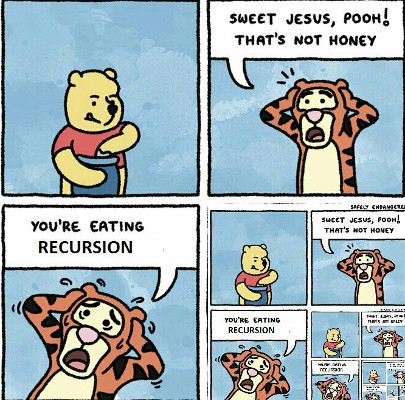 SWEET JESUS, POOH!
THAT'S NOT HONEY
YOU'RE EATING
RECURSION
SAFELY ENDANGERE
SWEET JESUS, POOH!
THAT'S NOT HONEY
YOU'RE EATING
RECURSION